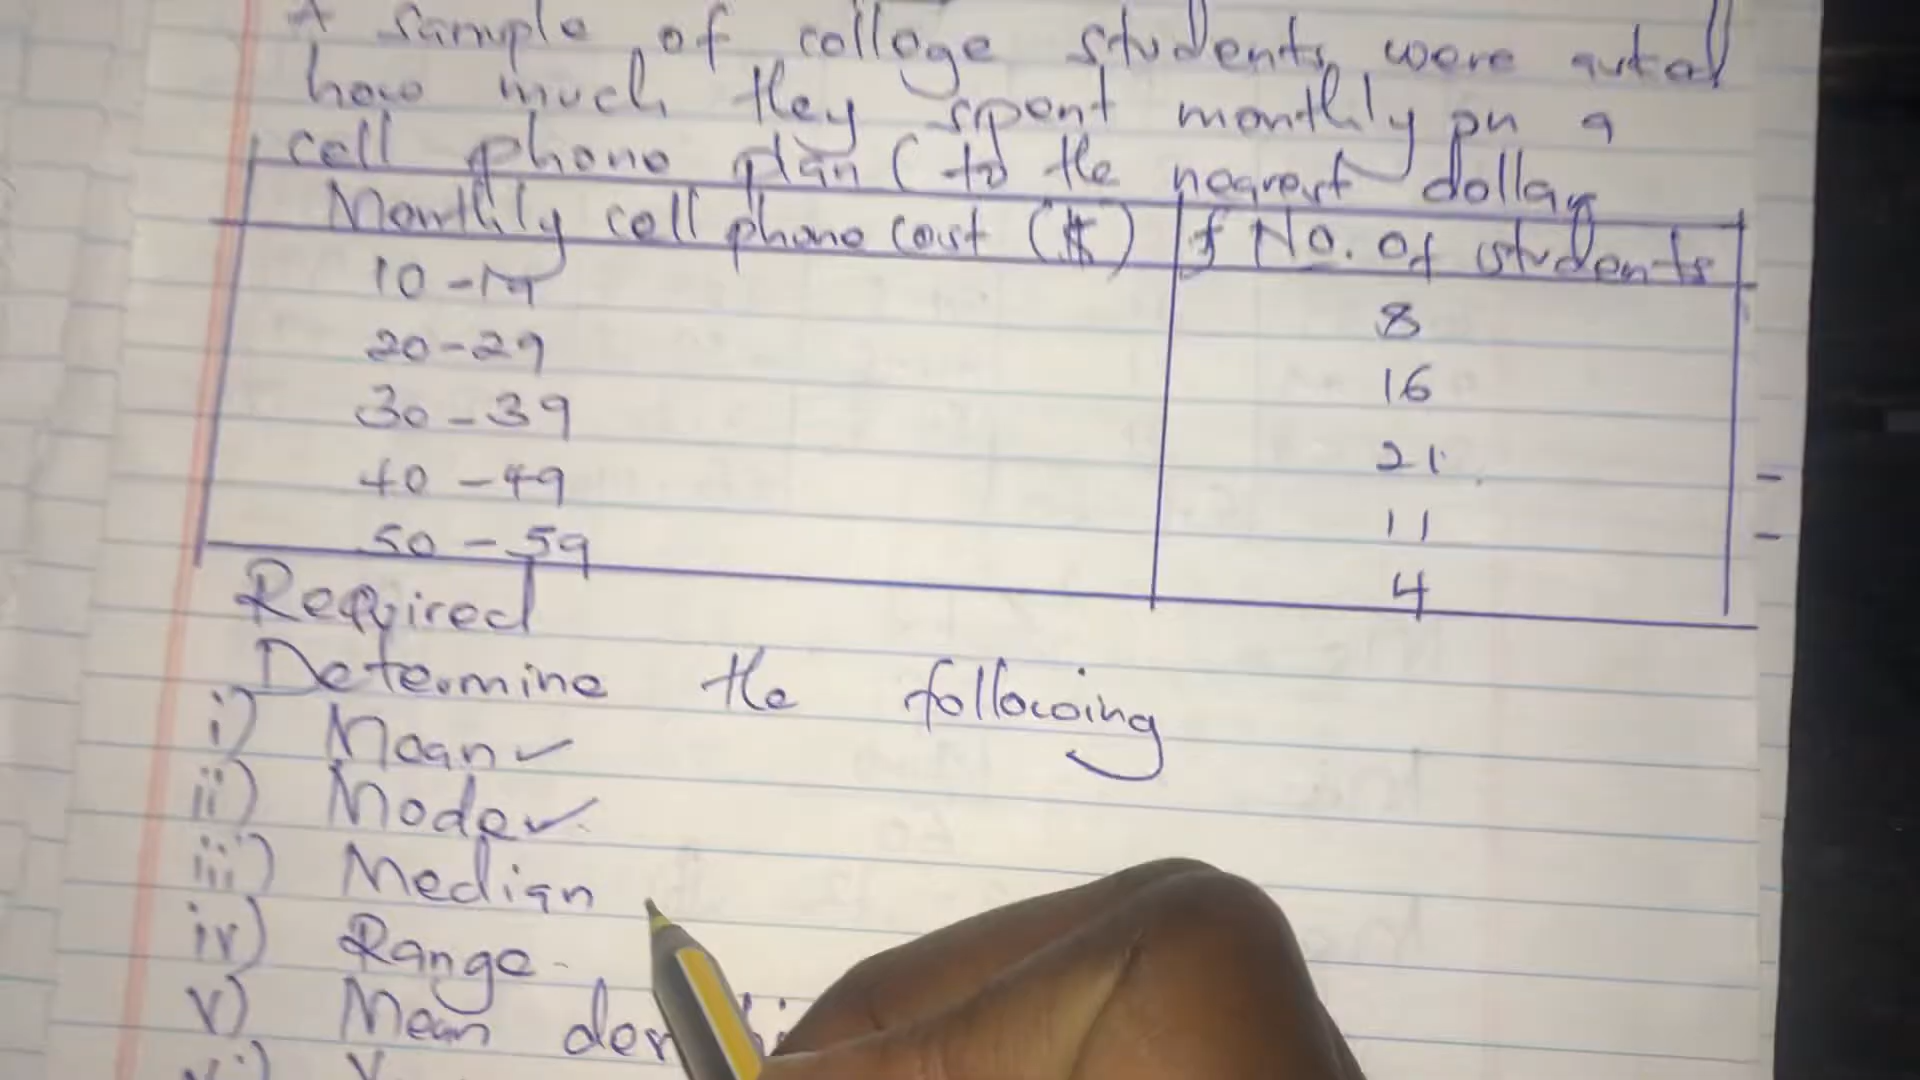 A sample of college students were asked
how much they spent monthly on a
cell phone plan (to the nearest dollar
Monthly cell phone cost ($) f No. of students
10-19 8
20-29 16
30-39 21
40-49 11
50-59 4
Required
Determine the following
i) Mean
ii) Mode
iii) Median
iv) Range
v) Mean